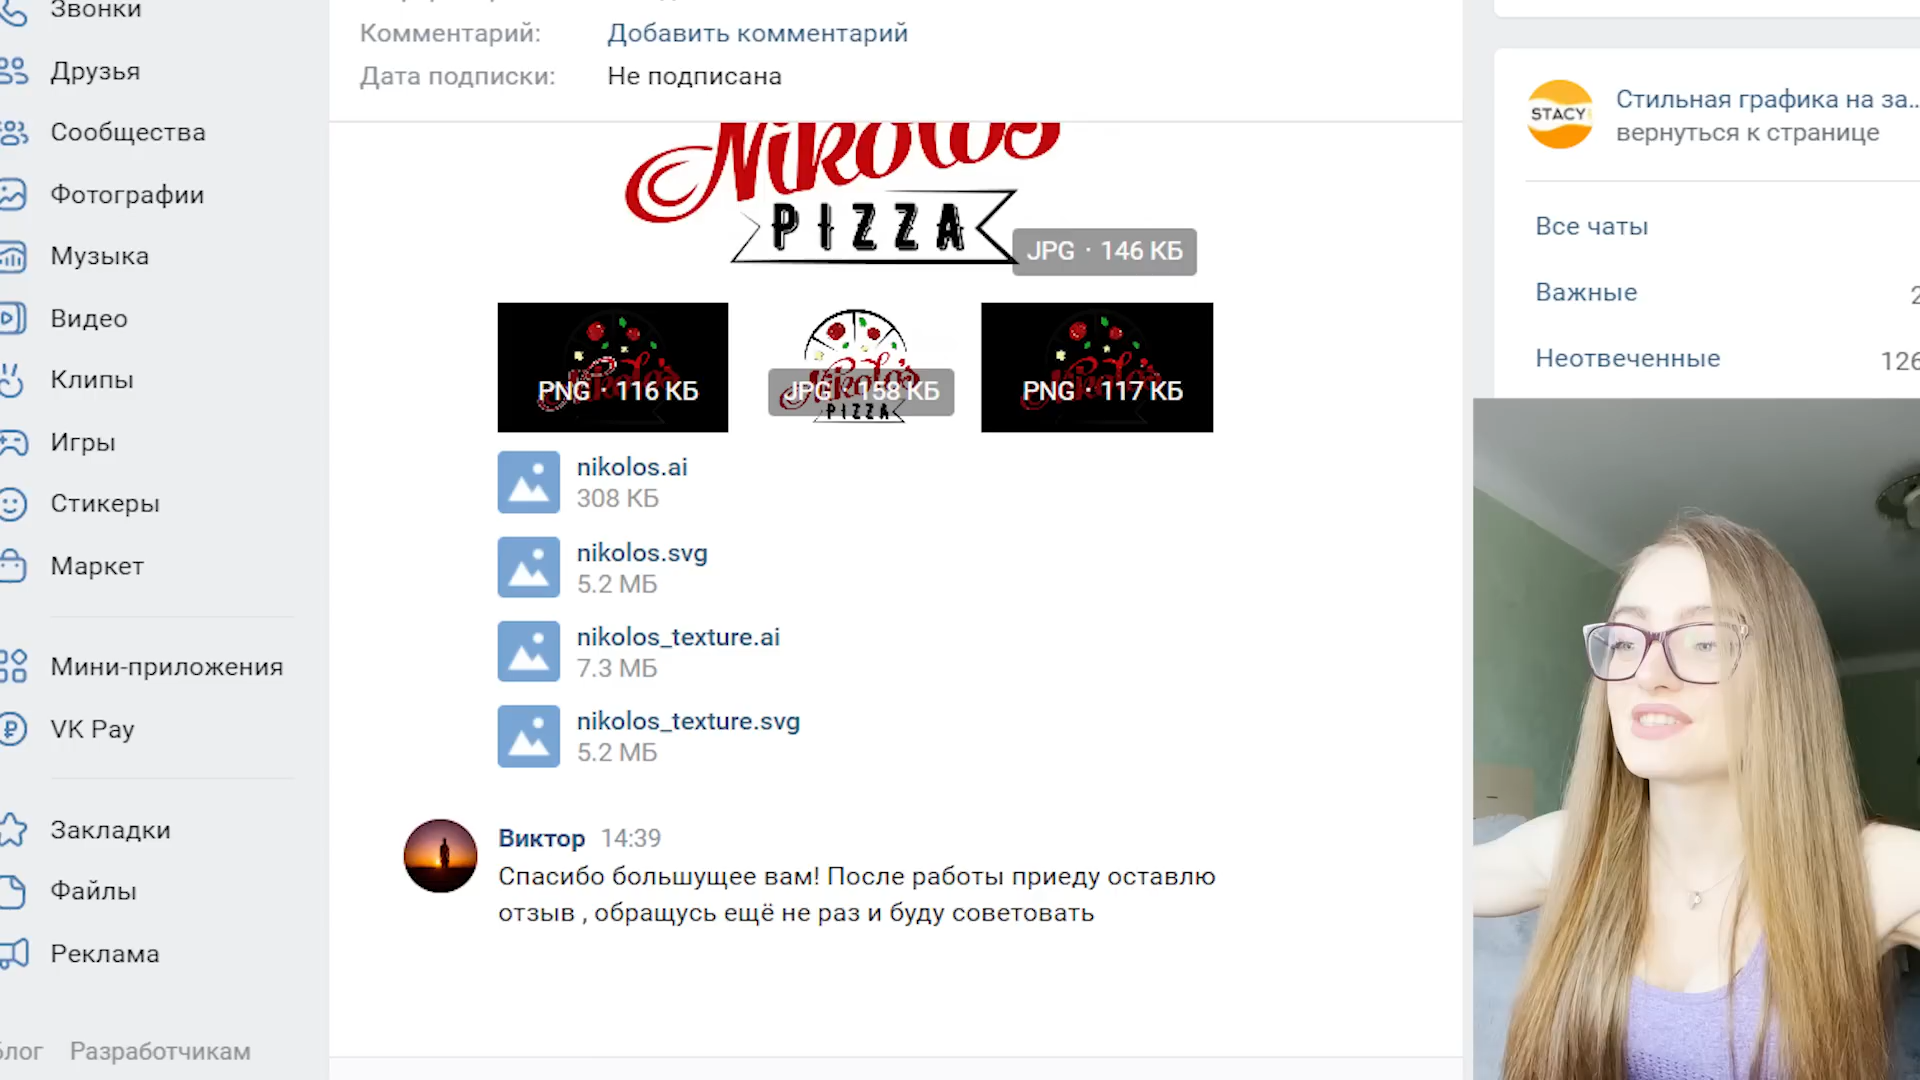 Звонки
Друзья
Сообщества
Фотографии
Музыка
Видео
Клипы
Игры
Стикеры
Маркет
Мини-приложения
VK Pay
Закладки
Файлы
Реклама
Разработчикам
Комментарий: Добавить комментарий
Дата подписки: Не подписана
Nikolos
PIZZA
JPG · 146 КБ
PNG · 116 КБ
JPG · 158 КБ
PIZZA
PNG · 117 КБ
nikolos.ai
308 КБ
nikolos.svg
5.2 МБ
nikolos_texture.ai
7.3 МБ
nikolos_texture.svg
5.2 МБ
Виктор 14:39
Спасибо большущее вам! После работы приеду оставлю
отзыв , обращусь ещё не раз и буду советовать
STACY
Стильная графика на за...
вернуться к странице
Все чаты
Важные 2
Неотвеченные 126